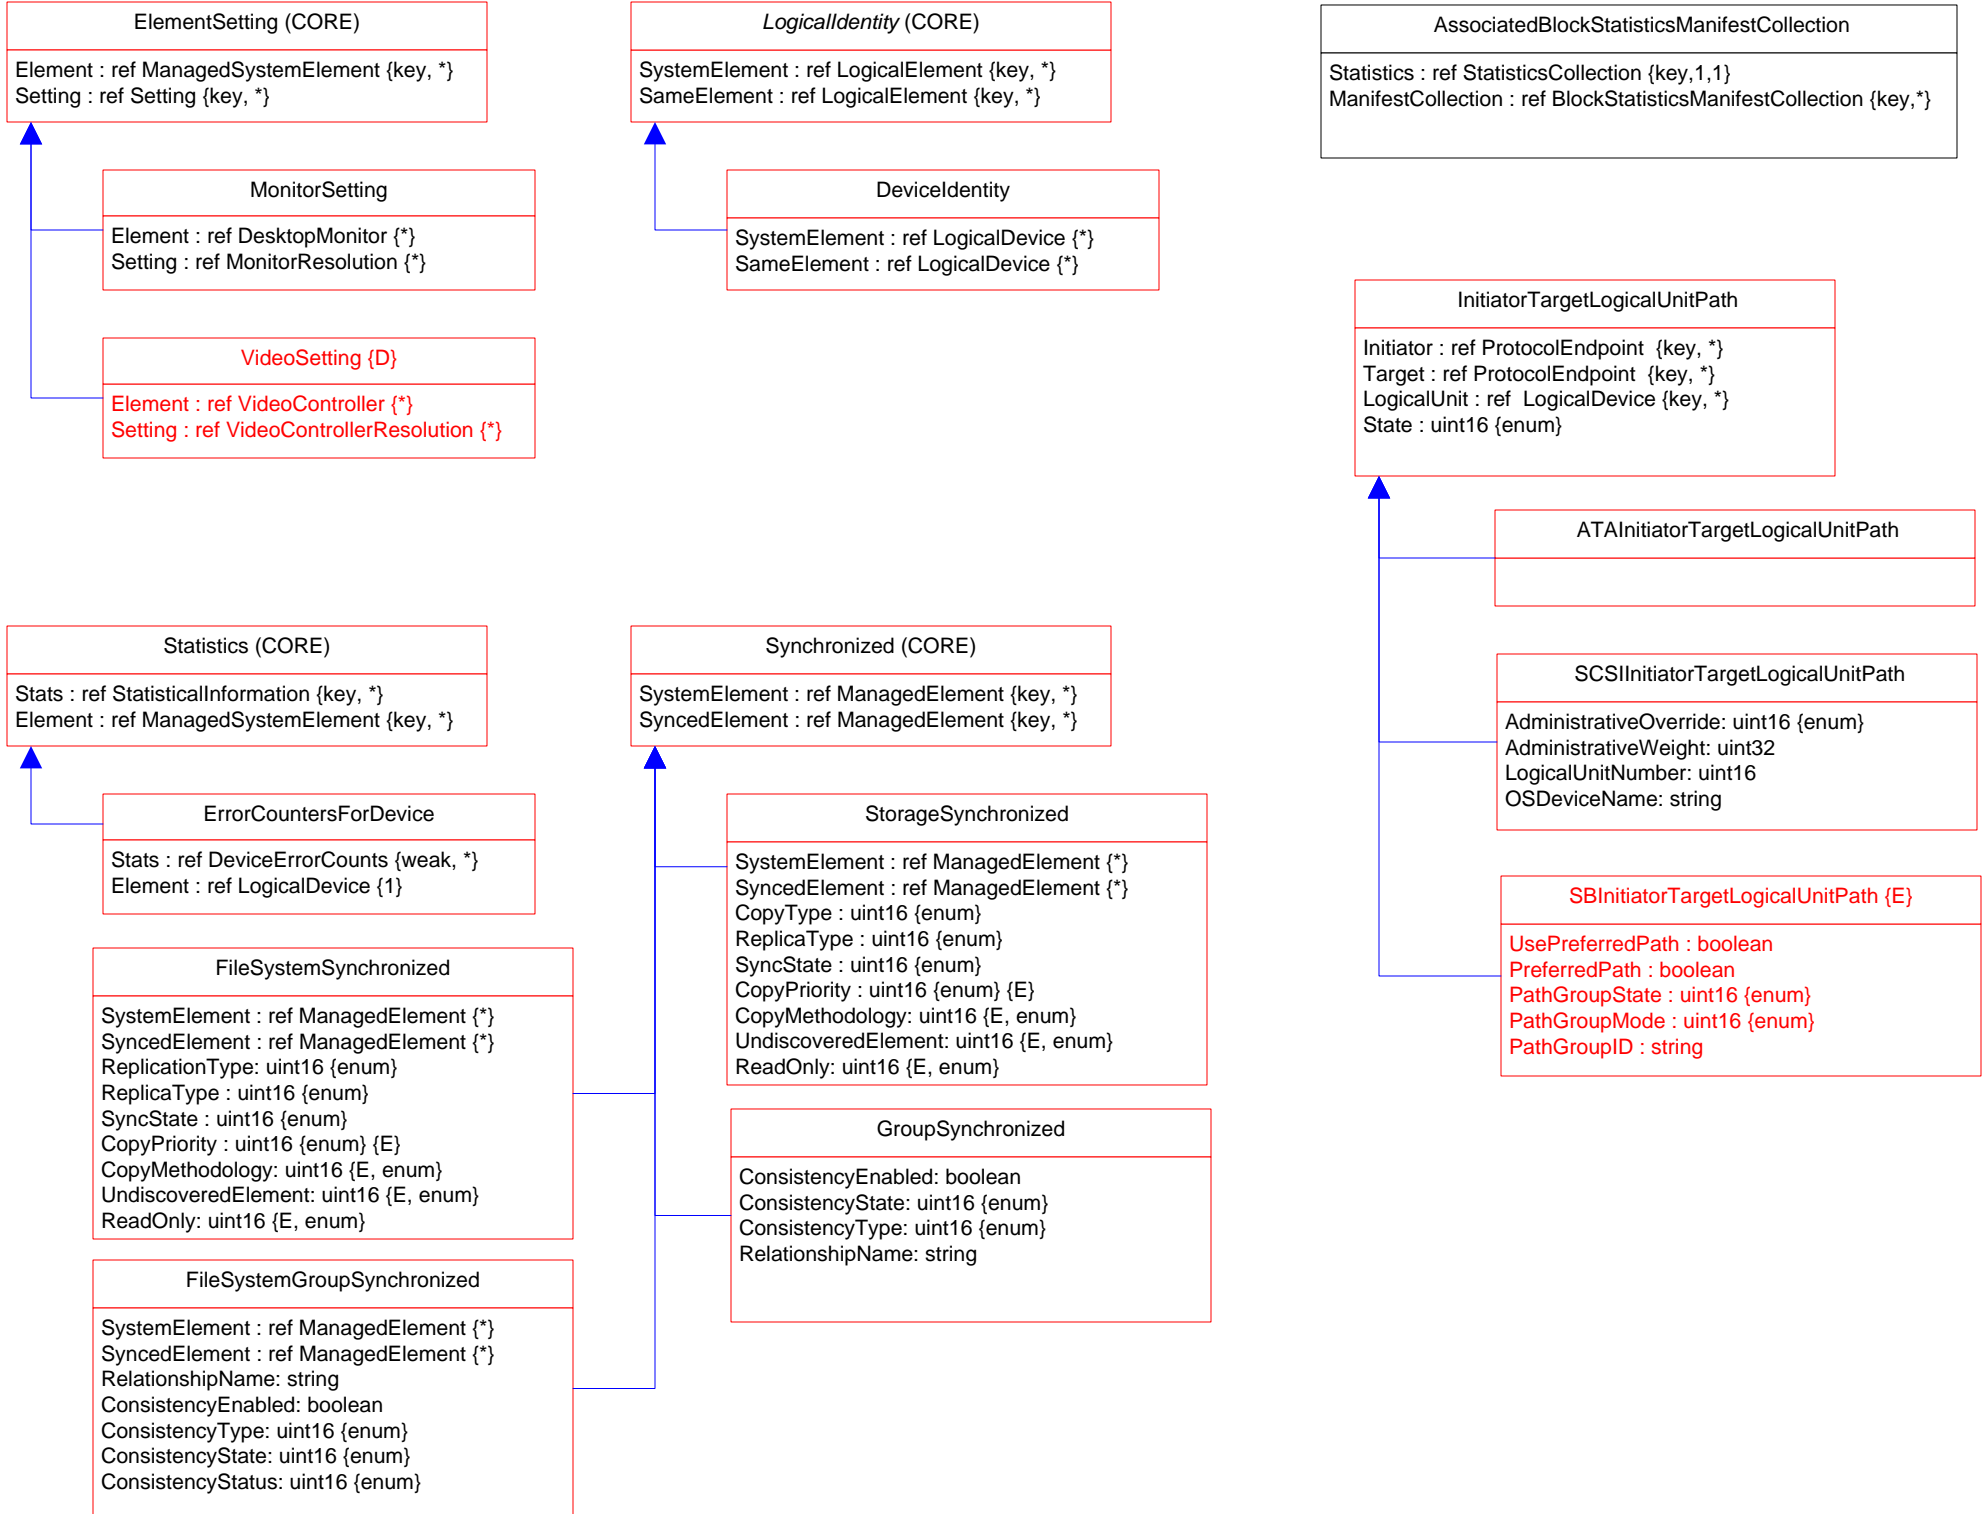 ElementSetting (CORE)
Element : ref ManagedSystemElement {key, *}
Setting : ref Setting {key, *}
MonitorSetting
Element : ref DesktopMonitor {*}
Setting : ref MonitorResolution {*}
VideoSetting {D}
Element : ref VideoController {*}
Setting : ref VideoControllerResolution {*}
LogicalIdentity (CORE)
SystemElement : ref LogicalElement {key, *}
SameElement : ref LogicalElement {key, *}
DeviceIdentity
SystemElement : ref LogicalDevice {*}
SameElement : ref LogicalDevice {*}
AssociatedBlockStatisticsManifestCollection
Statistics : ref StatisticsCollection {key,1,1}
ManifestCollection : ref BlockStatisticsManifestCollection {key,*}
InitiatorTargetLogicalUnitPath
Initiator : ref ProtocolEndpoint  {key, *}
Target : ref ProtocolEndpoint  {key, *}
LogicalUnit : ref  LogicalDevice {key, *}
State : uint16 {enum}
ATAInitiatorTargetLogicalUnitPath
SCSIInitiatorTargetLogicalUnitPath
AdministrativeOverride: uint16 {enum}
AdministrativeWeight: uint32
LogicalUnitNumber: uint16
OSDeviceName: string
SBInitiatorTargetLogicalUnitPath {E}
UsePreferredPath : boolean
PreferredPath : boolean
PathGroupState : uint16 {enum}
PathGroupMode : uint16 {enum}
PathGroupID : string
Statistics (CORE)
Stats : ref StatisticalInformation {key, *}
Element : ref ManagedSystemElement {key, *}
ErrorCountersForDevice
Stats : ref DeviceErrorCounts {weak, *}
Element : ref LogicalDevice {1}
Synchronized (CORE)
SystemElement : ref ManagedElement {key, *}
SyncedElement : ref ManagedElement {key, *}
StorageSynchronized
SystemElement : ref ManagedElement {*}
SyncedElement : ref ManagedElement {*}
CopyType : uint16 {enum}
ReplicaType : uint16 {enum}
SyncState : uint16 {enum}
CopyPriority : uint16 {enum} {E}
CopyMethodology: uint16 {E, enum}
UndiscoveredElement: uint16 {E, enum}
ReadOnly: uint16 {E, enum}
FileSystemSynchronized
SystemElement : ref ManagedElement {*}
SyncedElement : ref ManagedElement {*}
ReplicationType: uint16 {enum}
ReplicaType : uint16 {enum}
SyncState : uint16 {enum}
CopyPriority : uint16 {enum} {E}
CopyMethodology: uint16 {E, enum}
UndiscoveredElement: uint16 {E, enum}
ReadOnly: uint16 {E, enum}
GroupSynchronized
ConsistencyEnabled: boolean
ConsistencyState: uint16 {enum}
ConsistencyType: uint16 {enum}
RelationshipName: string
FileSystemGroupSynchronized
SystemElement : ref ManagedElement {*}
SyncedElement : ref ManagedElement {*}
RelationshipName: string
ConsistencyEnabled: boolean
ConsistencyType: uint16 {enum}
ConsistencyState: uint16 {enum}
ConsistencyStatus: uint16 {enum}